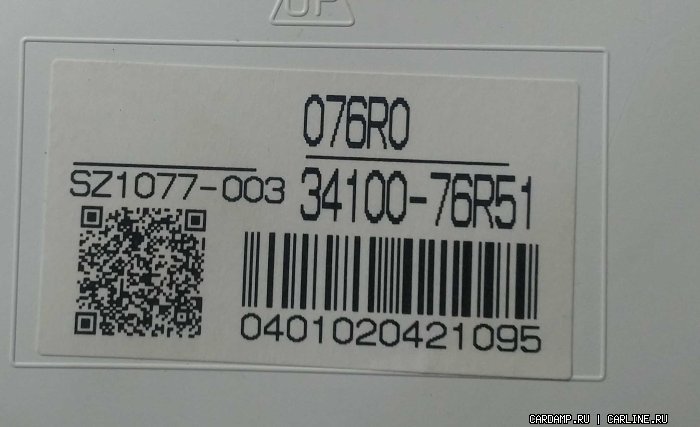 UP
076R0
SZ1077-003
34100-76R51
0401020421095
CARDAMP.RU | CARLINE.RU